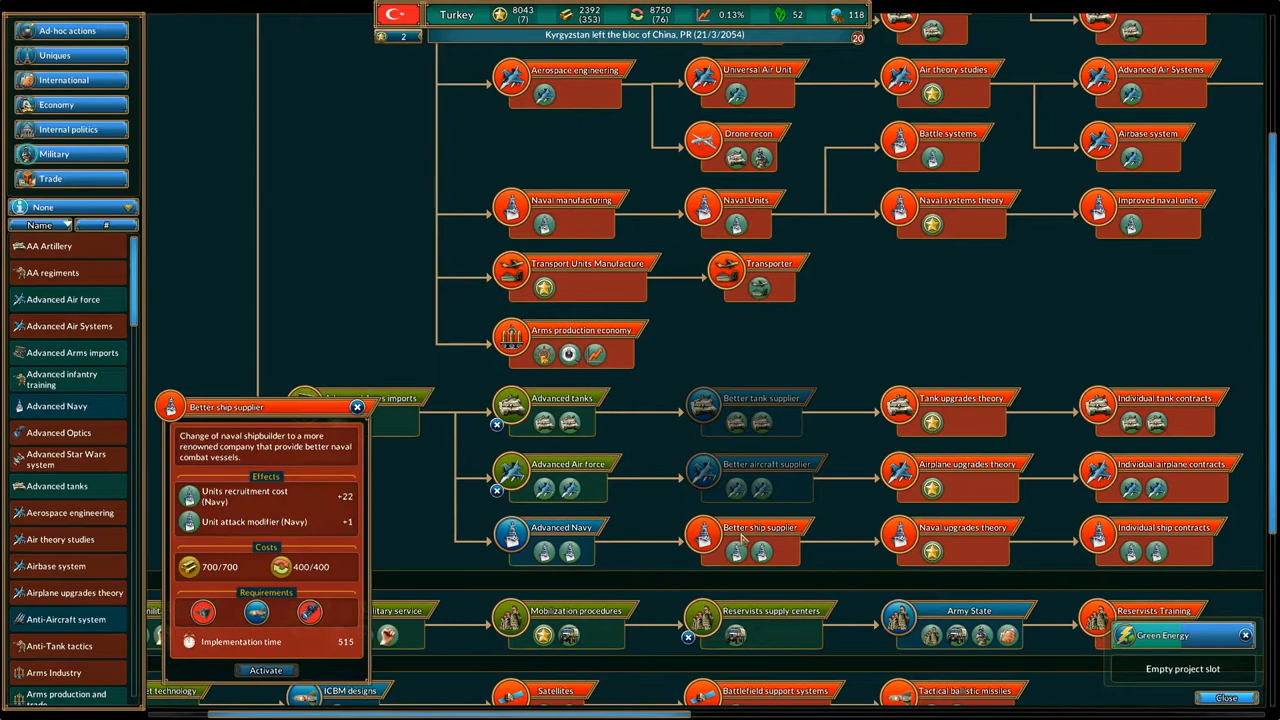 Turkey
8043
(7)
2392
(353)
8750
(76)
0.13%
52
118
2
Kyrgyzstan left the bloc of China, PR (21/3/2054)
20
Ad-hoc actions
Uniques
International
Economy
Internal politics
Military
Trade
None
Name
#
AA Artillery
AA regiments
Advanced Air force
Advanced Air Systems
Advanced Arms imports
Advanced infantry
training
Advanced Navy
Advanced Optics
Advanced Star Wars
system
Advanced tanks
Aerospace engineering
Air theory studies
Airbase system
Airplane upgrades theory
Anti-Aircraft system
Anti-Tank tactics
Arms Industry
Arms production and
trade
Aerospace engineering
Universal Air Unit
Air theory studies
Advanced Air Systems
Drone recon
Battle systems
Airbase system
Naval manufacturing
Naval Units
Naval systems theory
Improved naval units
Transport Units Manufacture
Transporter
Arms production economy
imports
Advanced tanks
Better tank supplier
Tank upgrades theory
Individual tank contracts
Advanced Air force
Better aircraft supplier
Airplane upgrades theory
Individual airplane contracts
Advanced Navy
Better ship supplier
Naval upgrades theory
Individual ship contracts
Better ship supplier
Change of naval shipbuilder to a more
renowned company that provide better naval
combat vessels.
Effects
Units recruitment cost
(Navy)
+22
Unit attack modifier (Navy)
+1
Costs
700/700
400/400
Requirements
Implementation time
515
Activate
Mobilization procedures
Reservists supply centers
Army State
Reservists Training
Green Energy
Empty project slot
Close
ICBM designs
Satellites
Battlefield support systems
Tactical ballistic missiles